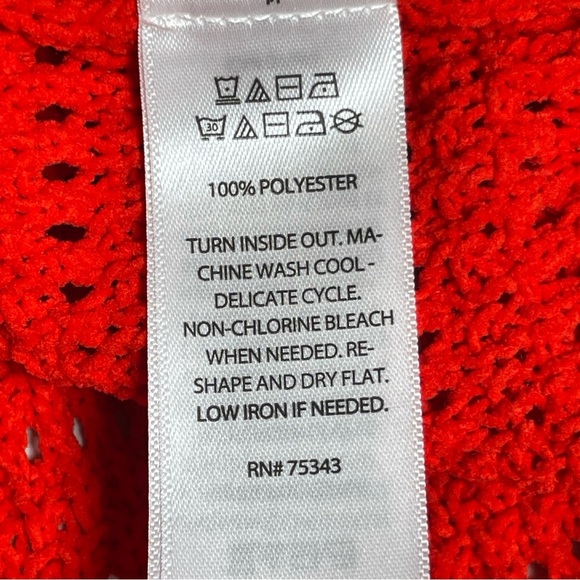 30
100% POLYESTER
TURN INSIDE OUT. MA-
CHINE WASH COOL -
DELICATE CYCLE.
NON-CHLORINE BLEACH
WHEN NEEDED. RE-
SHAPE AND DRY FLAT.
LOW IRON IF NEEDED.
RN# 75343